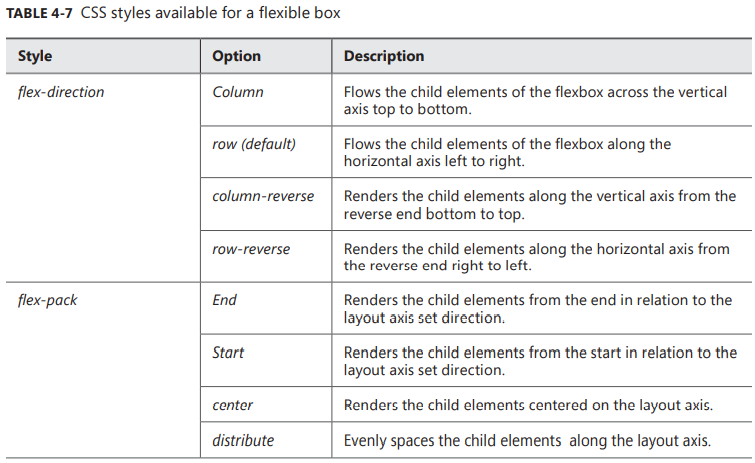 TABLE 4-7 CSS styles available for a flexible box
Style Option Description
flex-direction Column Flows the child elements of the flexbox across the vertical
axis top to bottom.
row (default) Flows the child elements of the flexbox along the
horizontal axis left to right.
column-reverse Renders the child elements along the vertical axis from the
reverse end bottom to top.
row-reverse Renders the child elements along the horizontal axis from
the reverse end right to left.
flex-pack End Renders the child elements from the end in relation to the
layout axis set direction.
Start Renders the child elements from the start in relation to the
layout axis set direction.
center Renders the child elements centered on the layout axis.
distribute Evenly spaces the child elements along the layout axis.